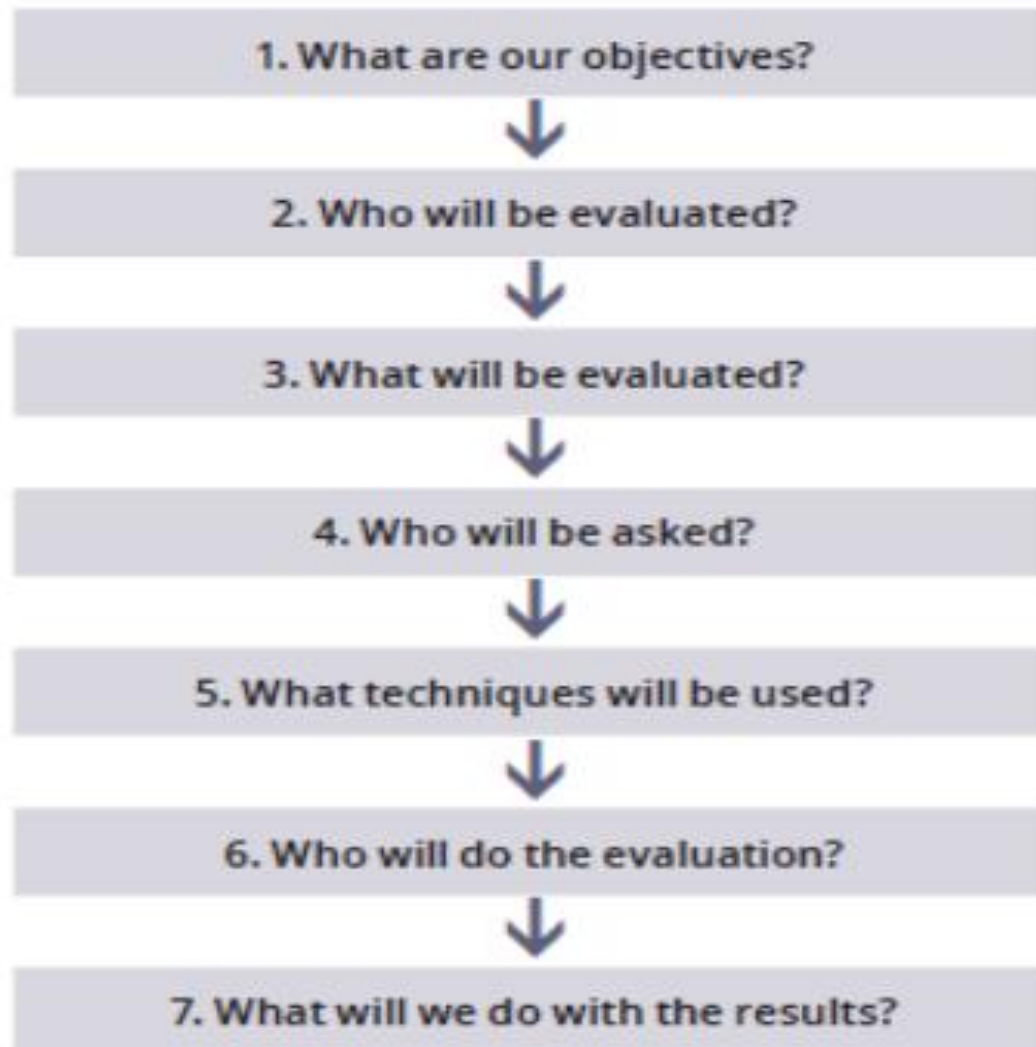 1. What are our objectives?
2. Who will be evaluated?
3. What will be evaluated?
4. Who will be asked?
5. What techniques will be used?
6. Who will do the evaluation?
7. What will we do with the results?